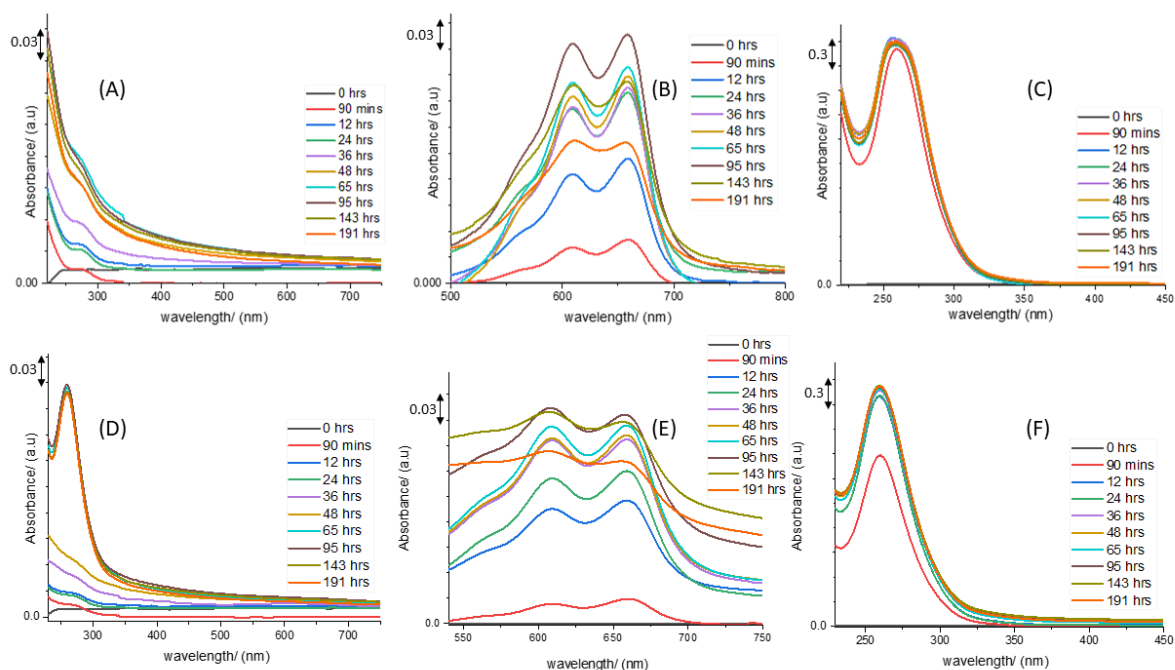 0.03
(A)
0 hrs
90 mins
12 hrs
24 hrs
36 hrs
48 hrs
65 hrs
95 hrs
143 hrs
191 hrs
Absorbance/ (a.u)
0.00
300 400 500 600 700
wavelength/ (nm)
0.03
(B)
0 hrs
90 mins
12 hrs
24 hrs
36 hrs
48 hrs
65 hrs
95 hrs
143 hrs
191 hrs
Absorbance/ (a.u)
0.000
500 600 700 800
wavelength/ (nm)
0.3
(C)
0 hrs
90 mins
12 hrs
24 hrs
36 hrs
48 hrs
65 hrs
95 hrs
143 hrs
191 hrs
Absorbance/ (a.u)
0.0
250 300 350 400 450
wavelength/ (nm)
0.03
(D)
0 hrs
90 mins
12 hrs
24 hrs
36 hrs
48 hrs
65 hrs
95 hrs
143 hrs
191 hrs
Absorbance/ (a.u)
0.0
300 400 500 600 700
wavelength/ (nm)
0.03
(E)
0 hrs
90 mins
12 hrs
24 hrs
36 hrs
48 hrs
65 hrs
95 hrs
143 hrs
191 hrs
Absorbance/ (a.u)
600 650 700 750
wavelength/ (nm)
0.3
(F)
0 hrs
90 mins
12 hrs
24 hrs
36 hrs
48 hrs
65 hrs
95 hrs
143 hrs
191 hrs
Absorbance/ (a.u)
0.0
250 300 350 400 450
wavelength/ (nm)